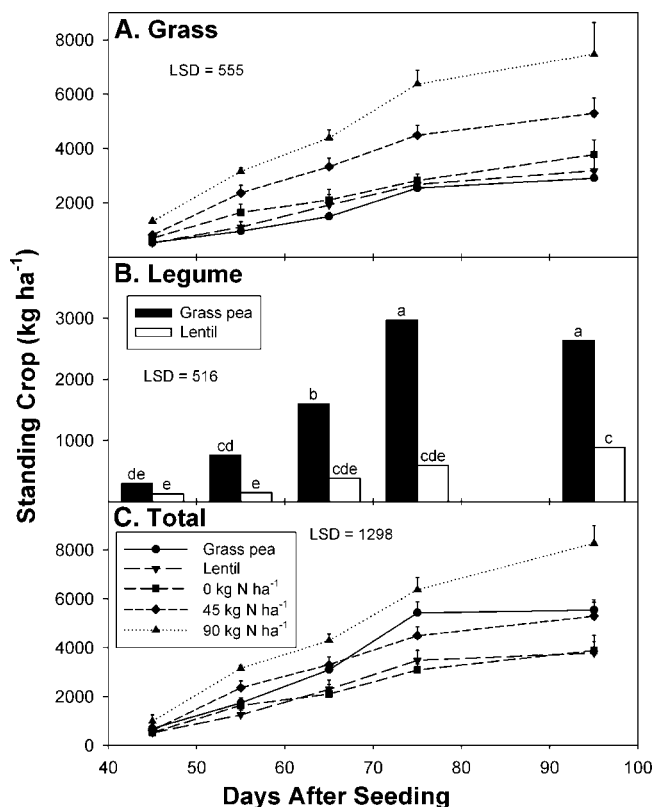 A. Grass
LSD = 555
8000
6000
4000
2000
B. Legume
Grass pea
Lentil
LSD = 516
3000
2000
1000
de
e
cd
e
b
cde
a
cde
a
c
C. Total
LSD = 1298
Grass pea
Lentil
0 kg N ha⁻¹
45 kg N ha⁻¹
90 kg N ha⁻¹
8000
6000
4000
2000
0
40
50
60
70
80
90
100
Standing Crop (kg ha⁻¹)
Days After Seeding